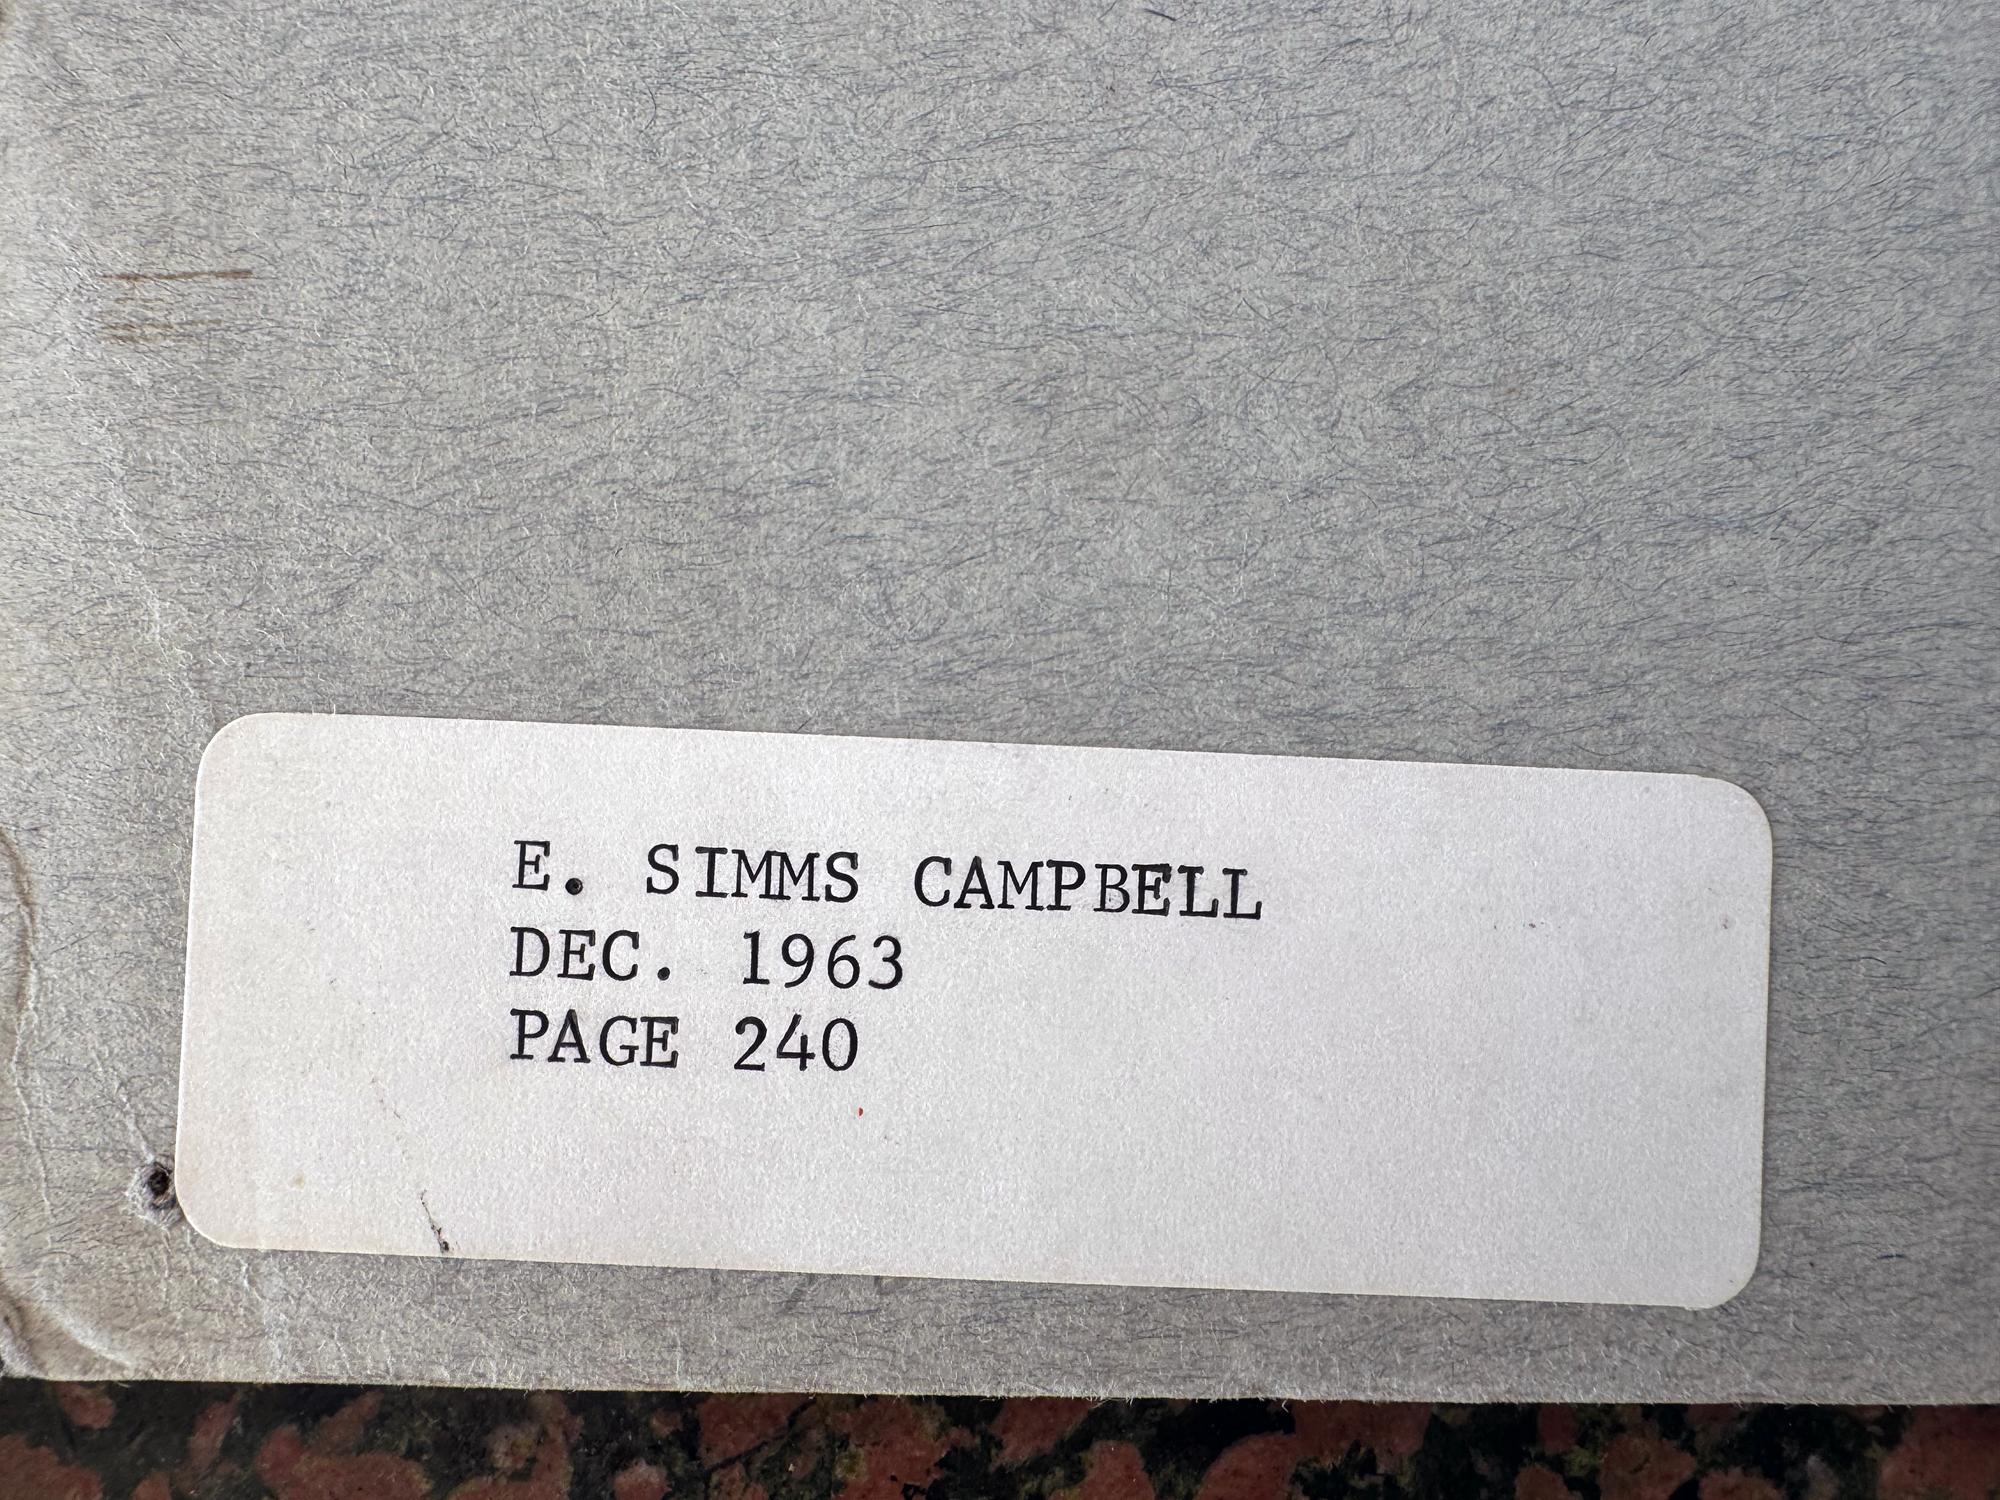 E. SIMMS CAMPBELL
DEC. 1963
PAGE 240